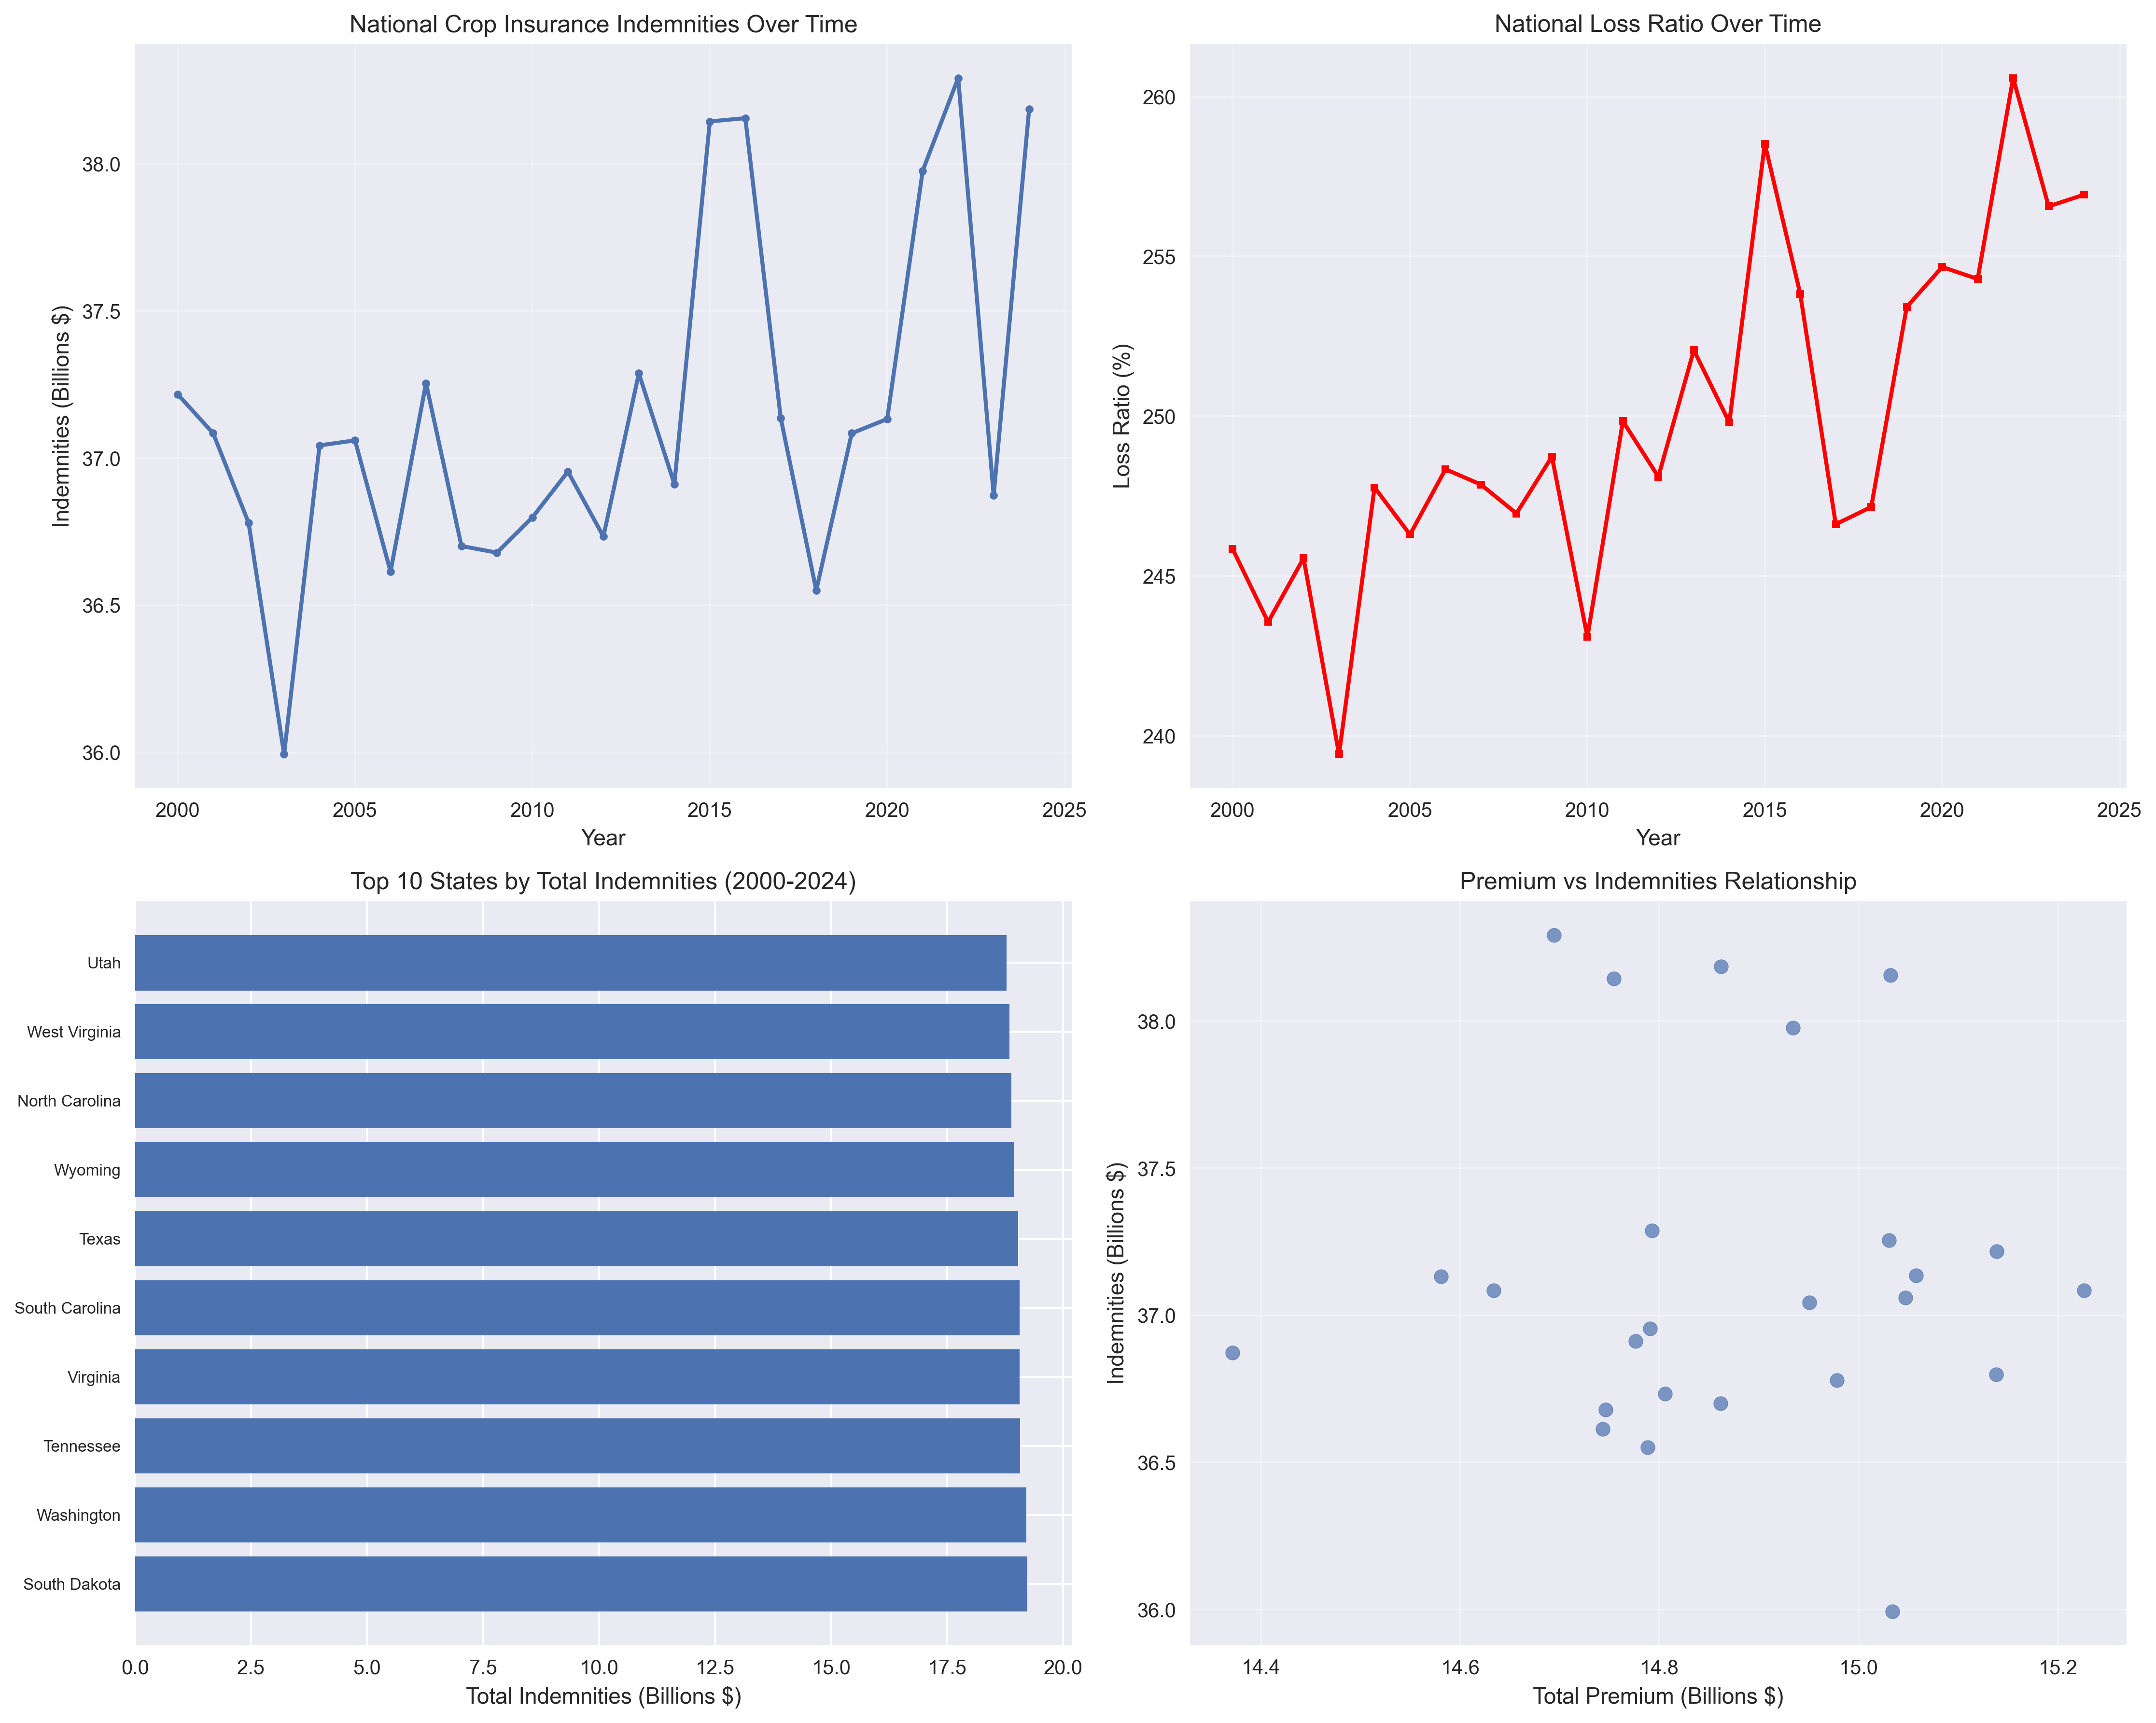 National Crop Insurance Indemnities Over Time
Indemnities (Billions $)
38.0
37.5
37.0
36.5
36.0
2000 2005 2010 2015 2020 2025
Year
National Loss Ratio Over Time
Loss Ratio (%)
260
255
250
245
240
2000 2005 2010 2015 2020 2025
Year
Top 10 States by Total Indemnities (2000-2024)
Utah
West Virginia
North Carolina
Wyoming
Texas
South Carolina
Virginia
Tennessee
Washington
South Dakota
0.0 2.5 5.0 7.5 10.0 12.5 15.0 17.5 20.0
Total Indemnities (Billions $)
Premium vs Indemnities Relationship
Indemnities (Billions $)
38.0
37.5
37.0
36.5
36.0
14.4 14.6 14.8 15.0 15.2
Total Premium (Billions $)